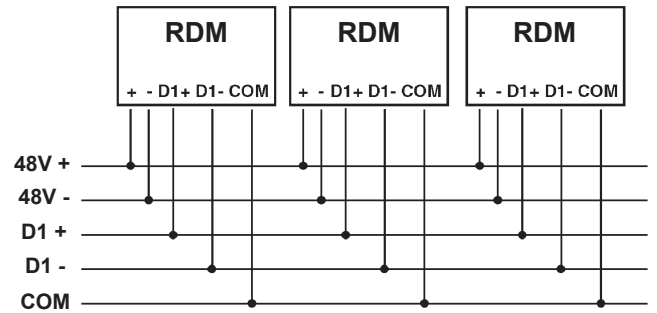 RDM RDM RDM
+ - D1+ D1- COM + - D1+ D1- COM + - D1+ D1- COM
48V +
48V -
D1 +
D1 -
COM